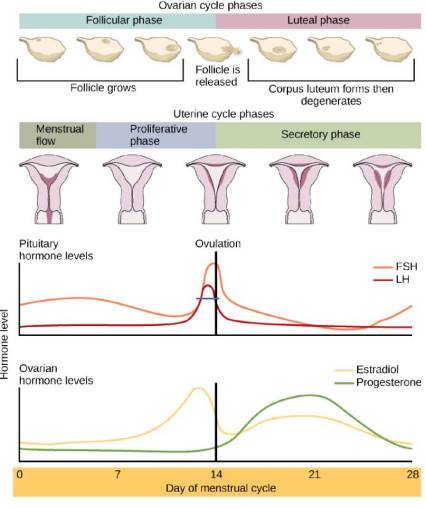 Ovarian cycle phases
Follicular phase
Luteal phase
Follicle grows
Follicle is
released
Corpus luteum forms then
degenerates
Uterine cycle phases
Menstrual
flow
Proliferative
phase
Secretory phase
Pituitary
hormone levels
Ovulation
FSH
LH
Hormone level
Ovarian
hormone levels
Estradiol
Progesterone
0 7 14 21 28
Day of menstrual cycle